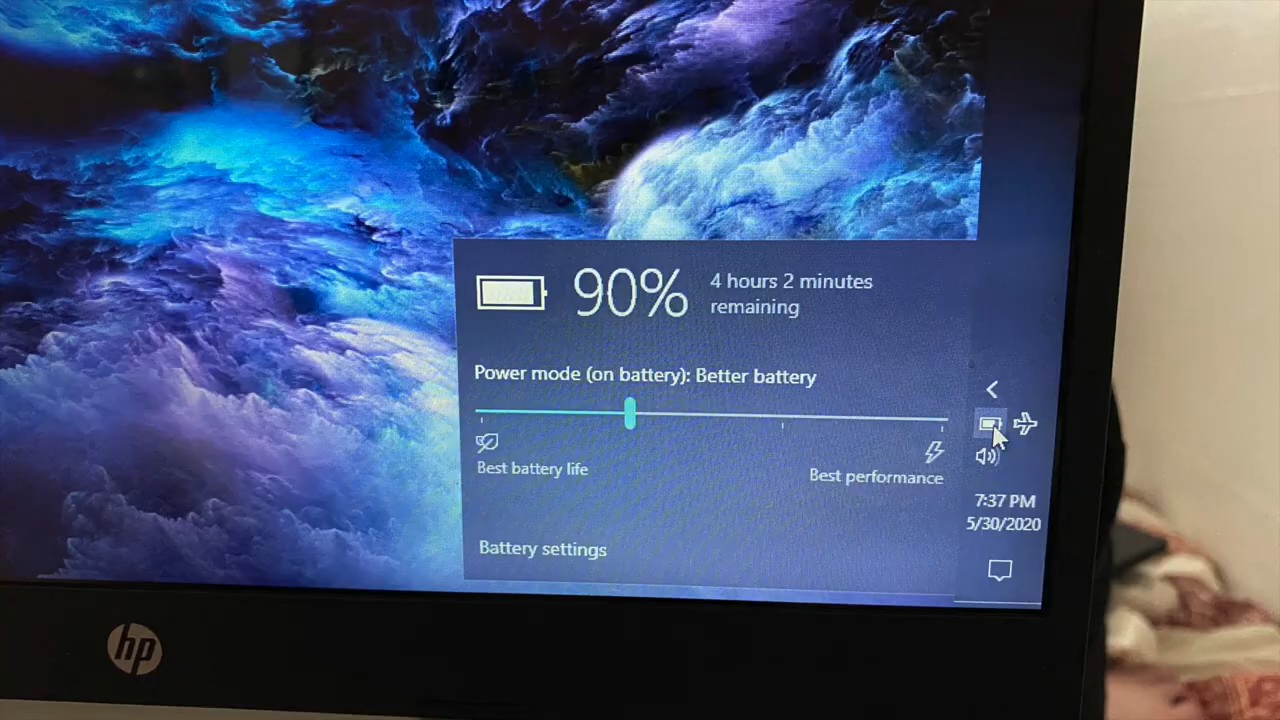 90%
4 hours 2 minutes
remaining
Power mode (on battery): Better battery
Best battery life
Best performance
Battery settings
7:37 PM
5/30/2020
hp